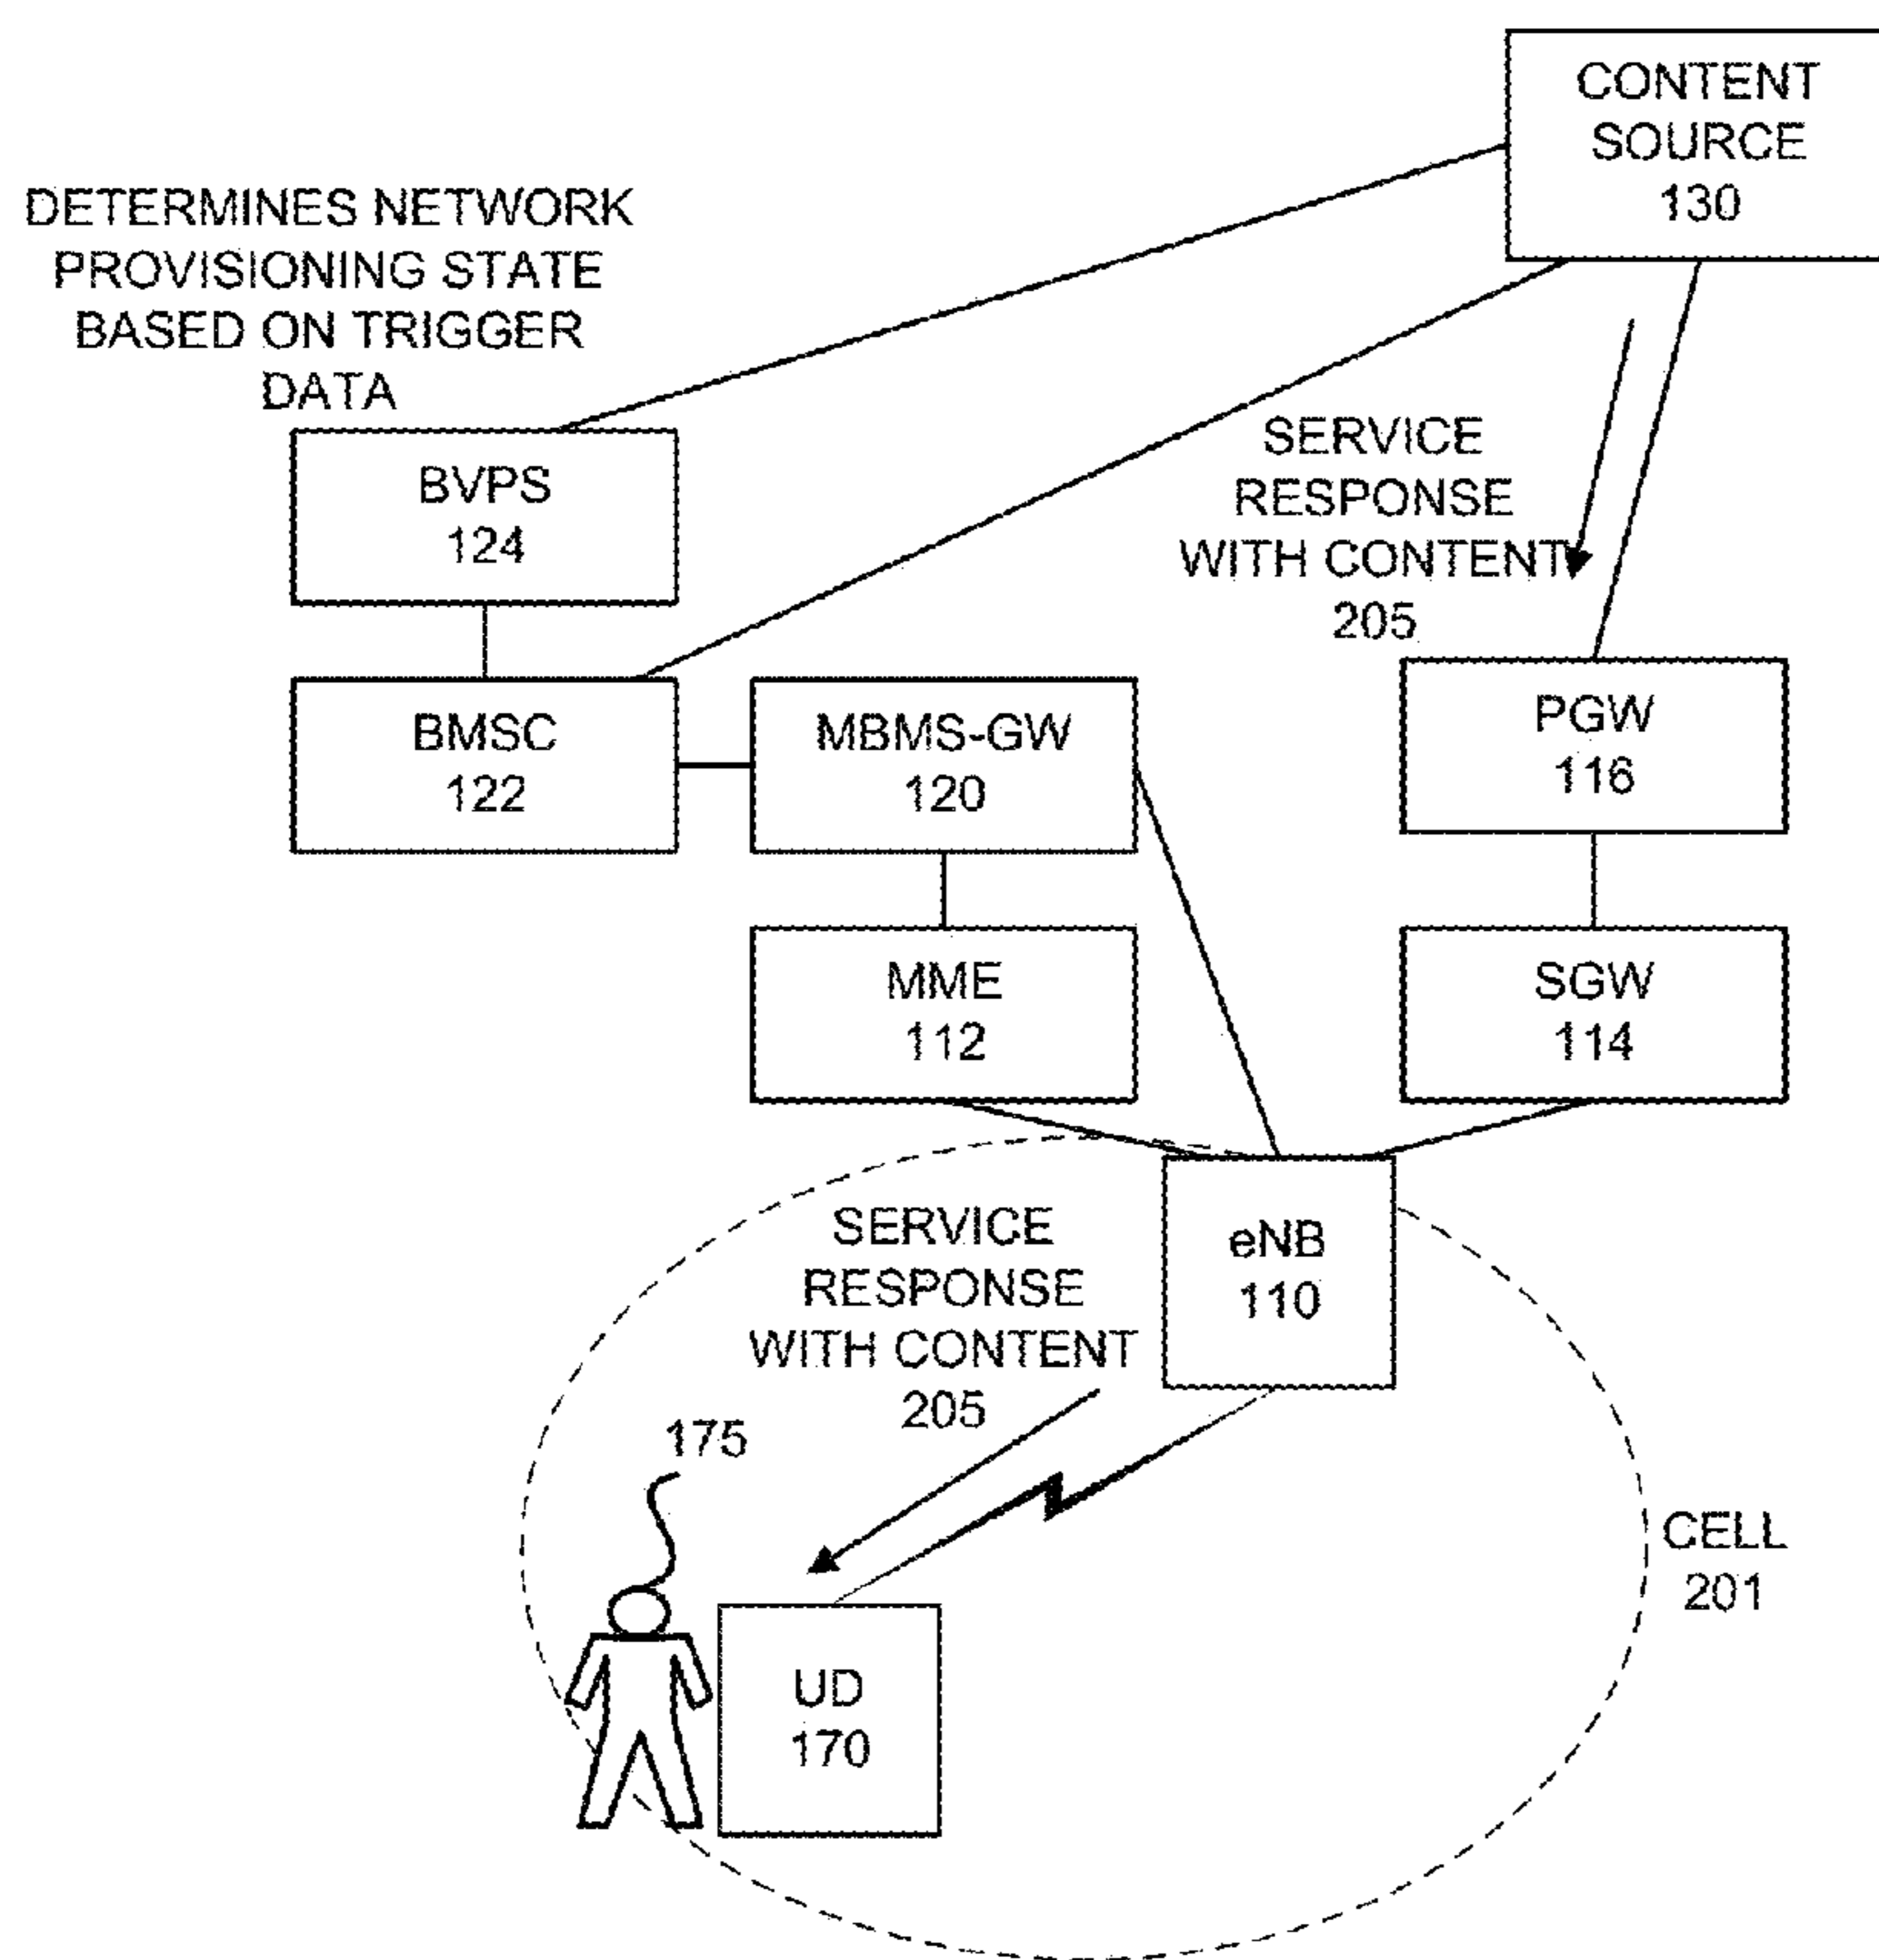 CONTENT
SOURCE
130
DETERMINES NETWORK
PROVISIONING STATE
BASED ON TRIGGER
DATA
BVPS
124
SERVICE
RESPONSE
WITH CONTENT
205
BMSC
122
MBMS-GW
120
PGW
116
MME
112
SGW
114
eNB
110
SERVICE
RESPONSE
WITH CONTENT
205
175
CELL
201
UD
170